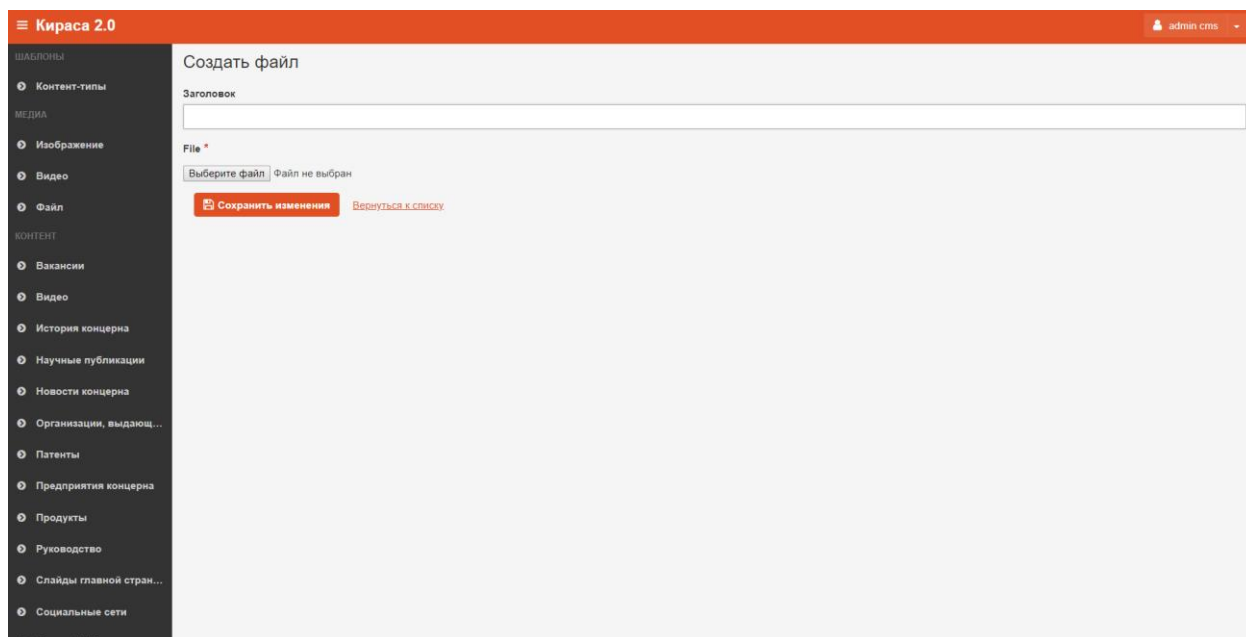 Кираса 2.0
admin cms
ШАБЛОНЫ
Контент-типы
МЕДИА
Изображение
Видео
Файл
КОНТЕНТ
Вакансии
Видео
История концерна
Научные публикации
Новости концерна
Организации, выдающ...
Патенты
Предприятия концерна
Продукты
Руководство
Слайды главной стран...
Социальные сети
Создать файл
Заголовок
File *
Выберите файл Файл не выбран
Сохранить изменения Вернуться к списку